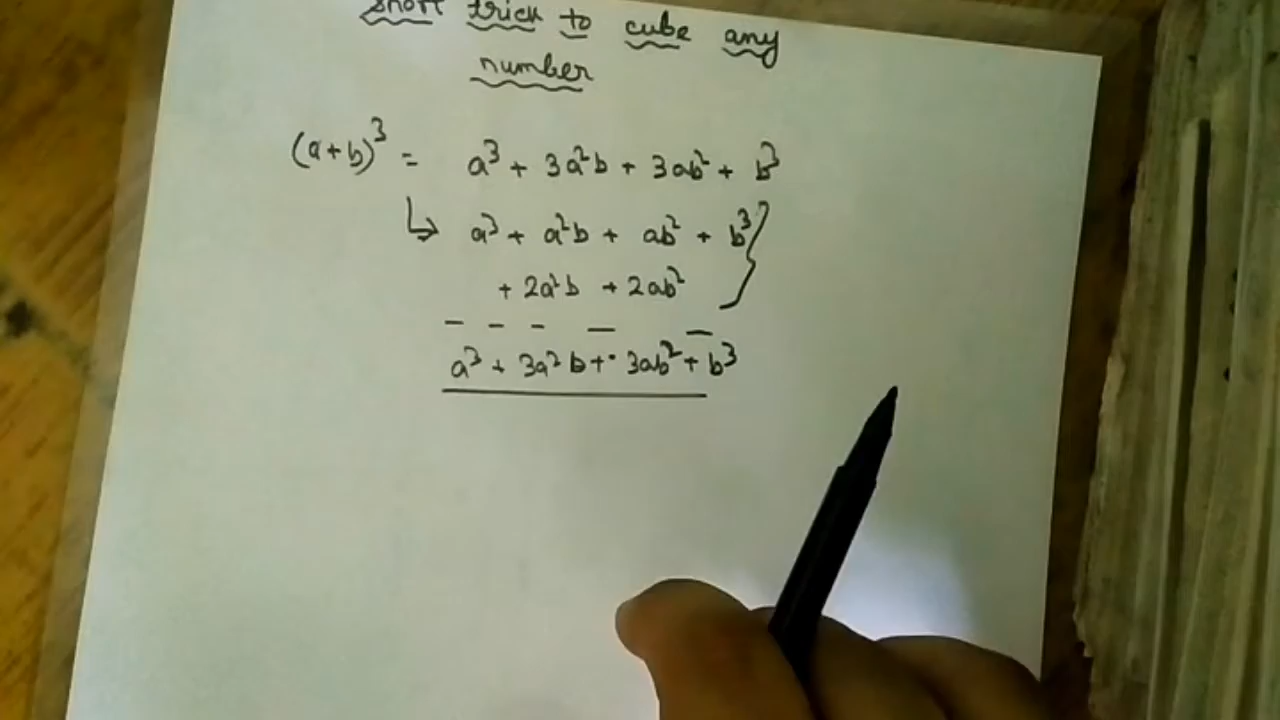 short trick to cube any
number
(a+b)³ = a³ + 3a²b + 3ab² + b³
↳ a³ + a²b + ab² + b³ }
+ 2a²b + 2ab²
a³ + 3a²b + 3ab² + b³